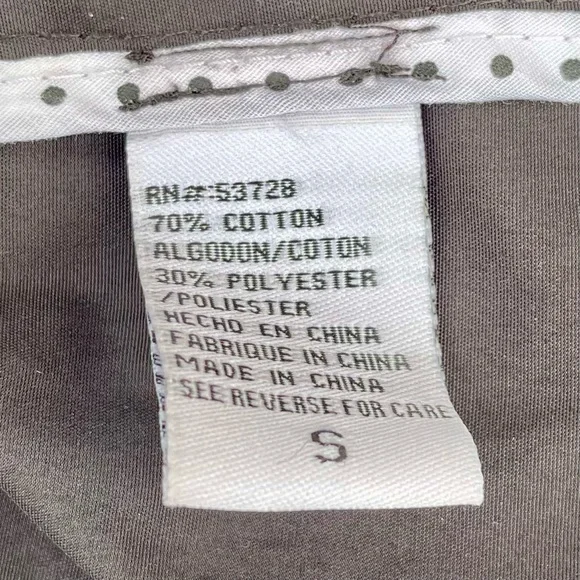 RN#:53728
70% COTTON
ALGODON/COTON
30% POLYESTER
/POLIESTER
HECHO EN CHINA
FABRIQUE IN CHINA
MADE IN CHINA
*SEE REVERSE FOR CARE
S